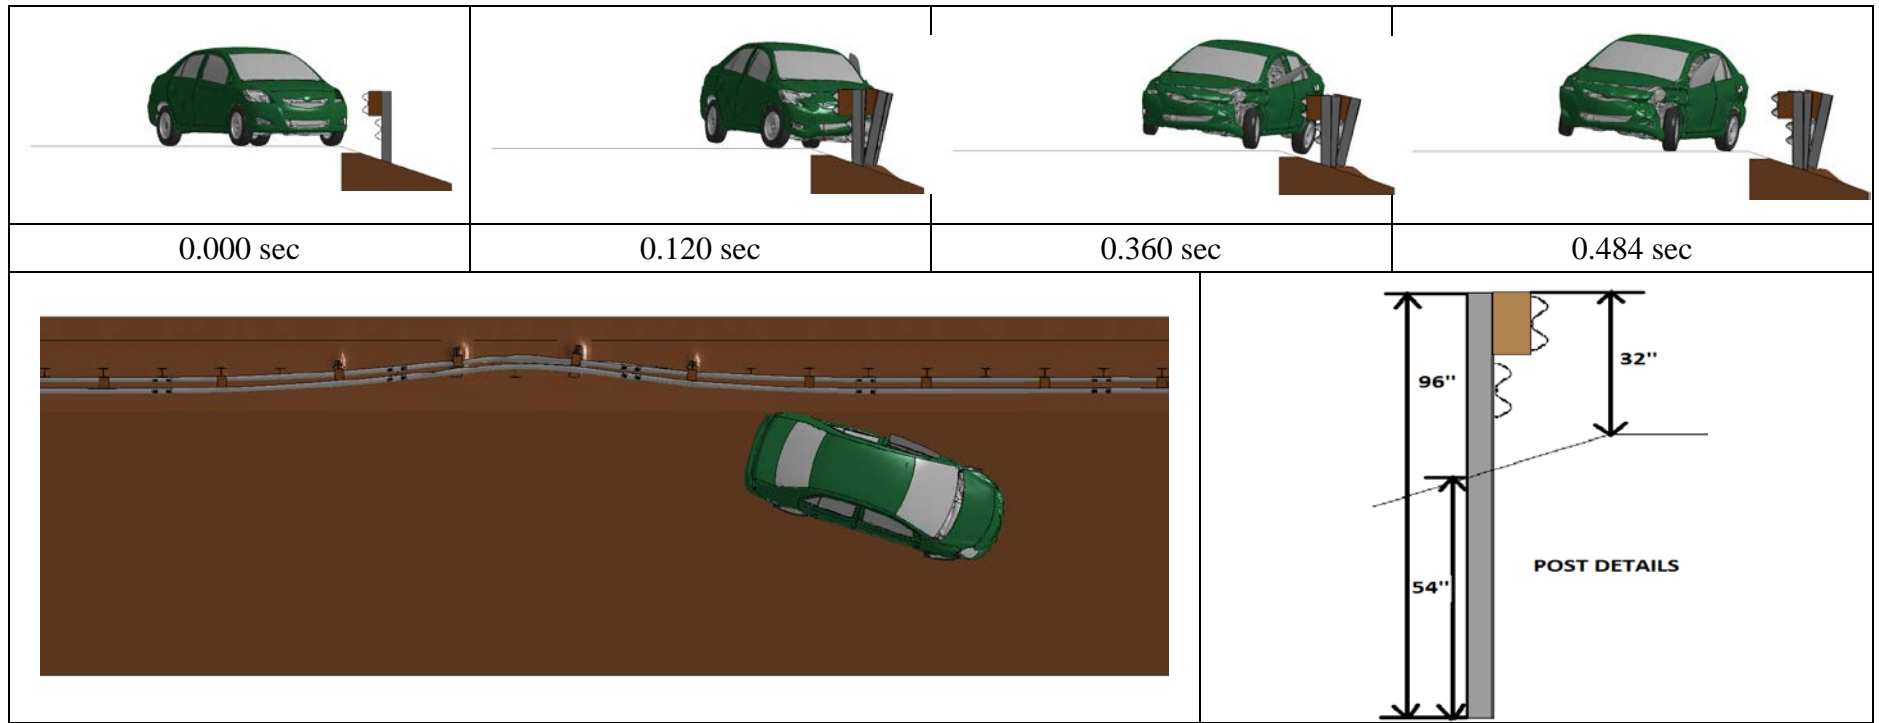 0.000 sec
0.120 sec
0.360 sec
0.484 sec
96"
32"
54"
POST DETAILS